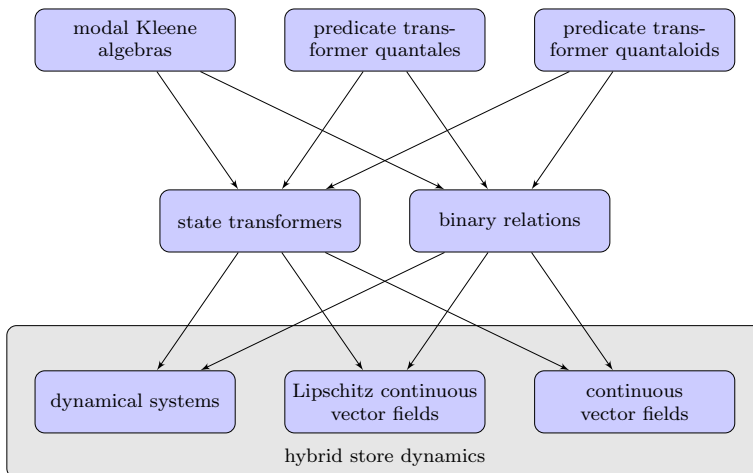 modal Kleene
algebras
predicate trans-
former quantales
predicate trans-
former quantaloids
state transformers
binary relations
dynamical systems
Lipschitz continuous
vector fields
continuous
vector fields
hybrid store dynamics